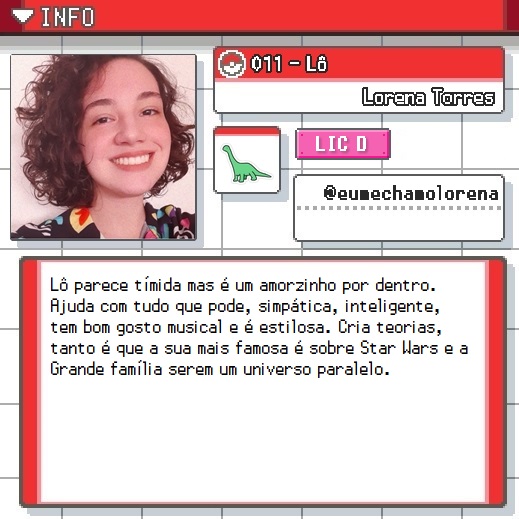 INFO
011 - Lô
Lorena Torres
LIC D
@eumechamolorena
Lô parece tímida mas é um amorzinho por dentro.
Ajuda com tudo que pode, simpática, inteligente,
tem bom gosto musical e é estilosa. Cria teorias,
tanto é que a sua mais famosa é sobre Star Wars e a
Grande família serem um universo paralelo.